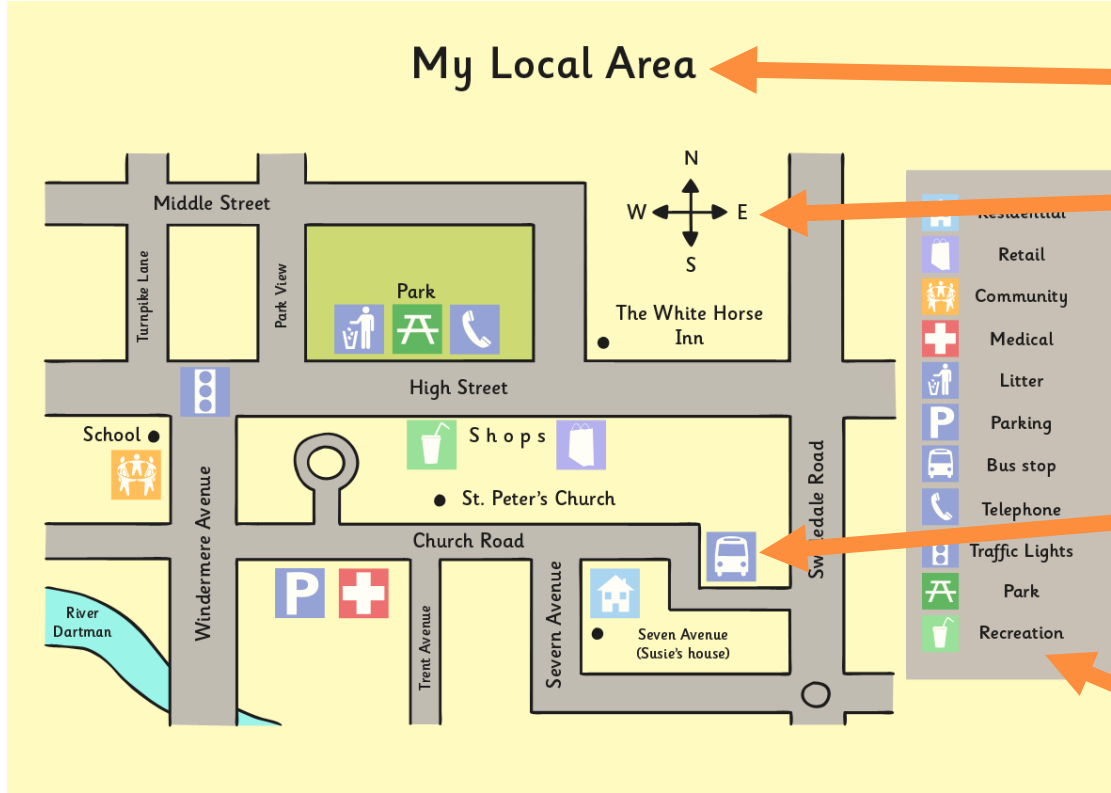 My Local Area
N
W
E
S
Middle Street
Turnpike Lane
Park View
Park
The White Horse
Inn
High Street
School
Shops
St. Peter's Church
Windermere Avenue
Church Road
River
Dartman
P
Trent Avenue
Severn Avenue
Seven Avenue
(Susie's house)
Road
Residential
Retail
Community
Medical
Litter
P
Parking
Bus stop
Telephone
Traffic Lights
Park
Recreation